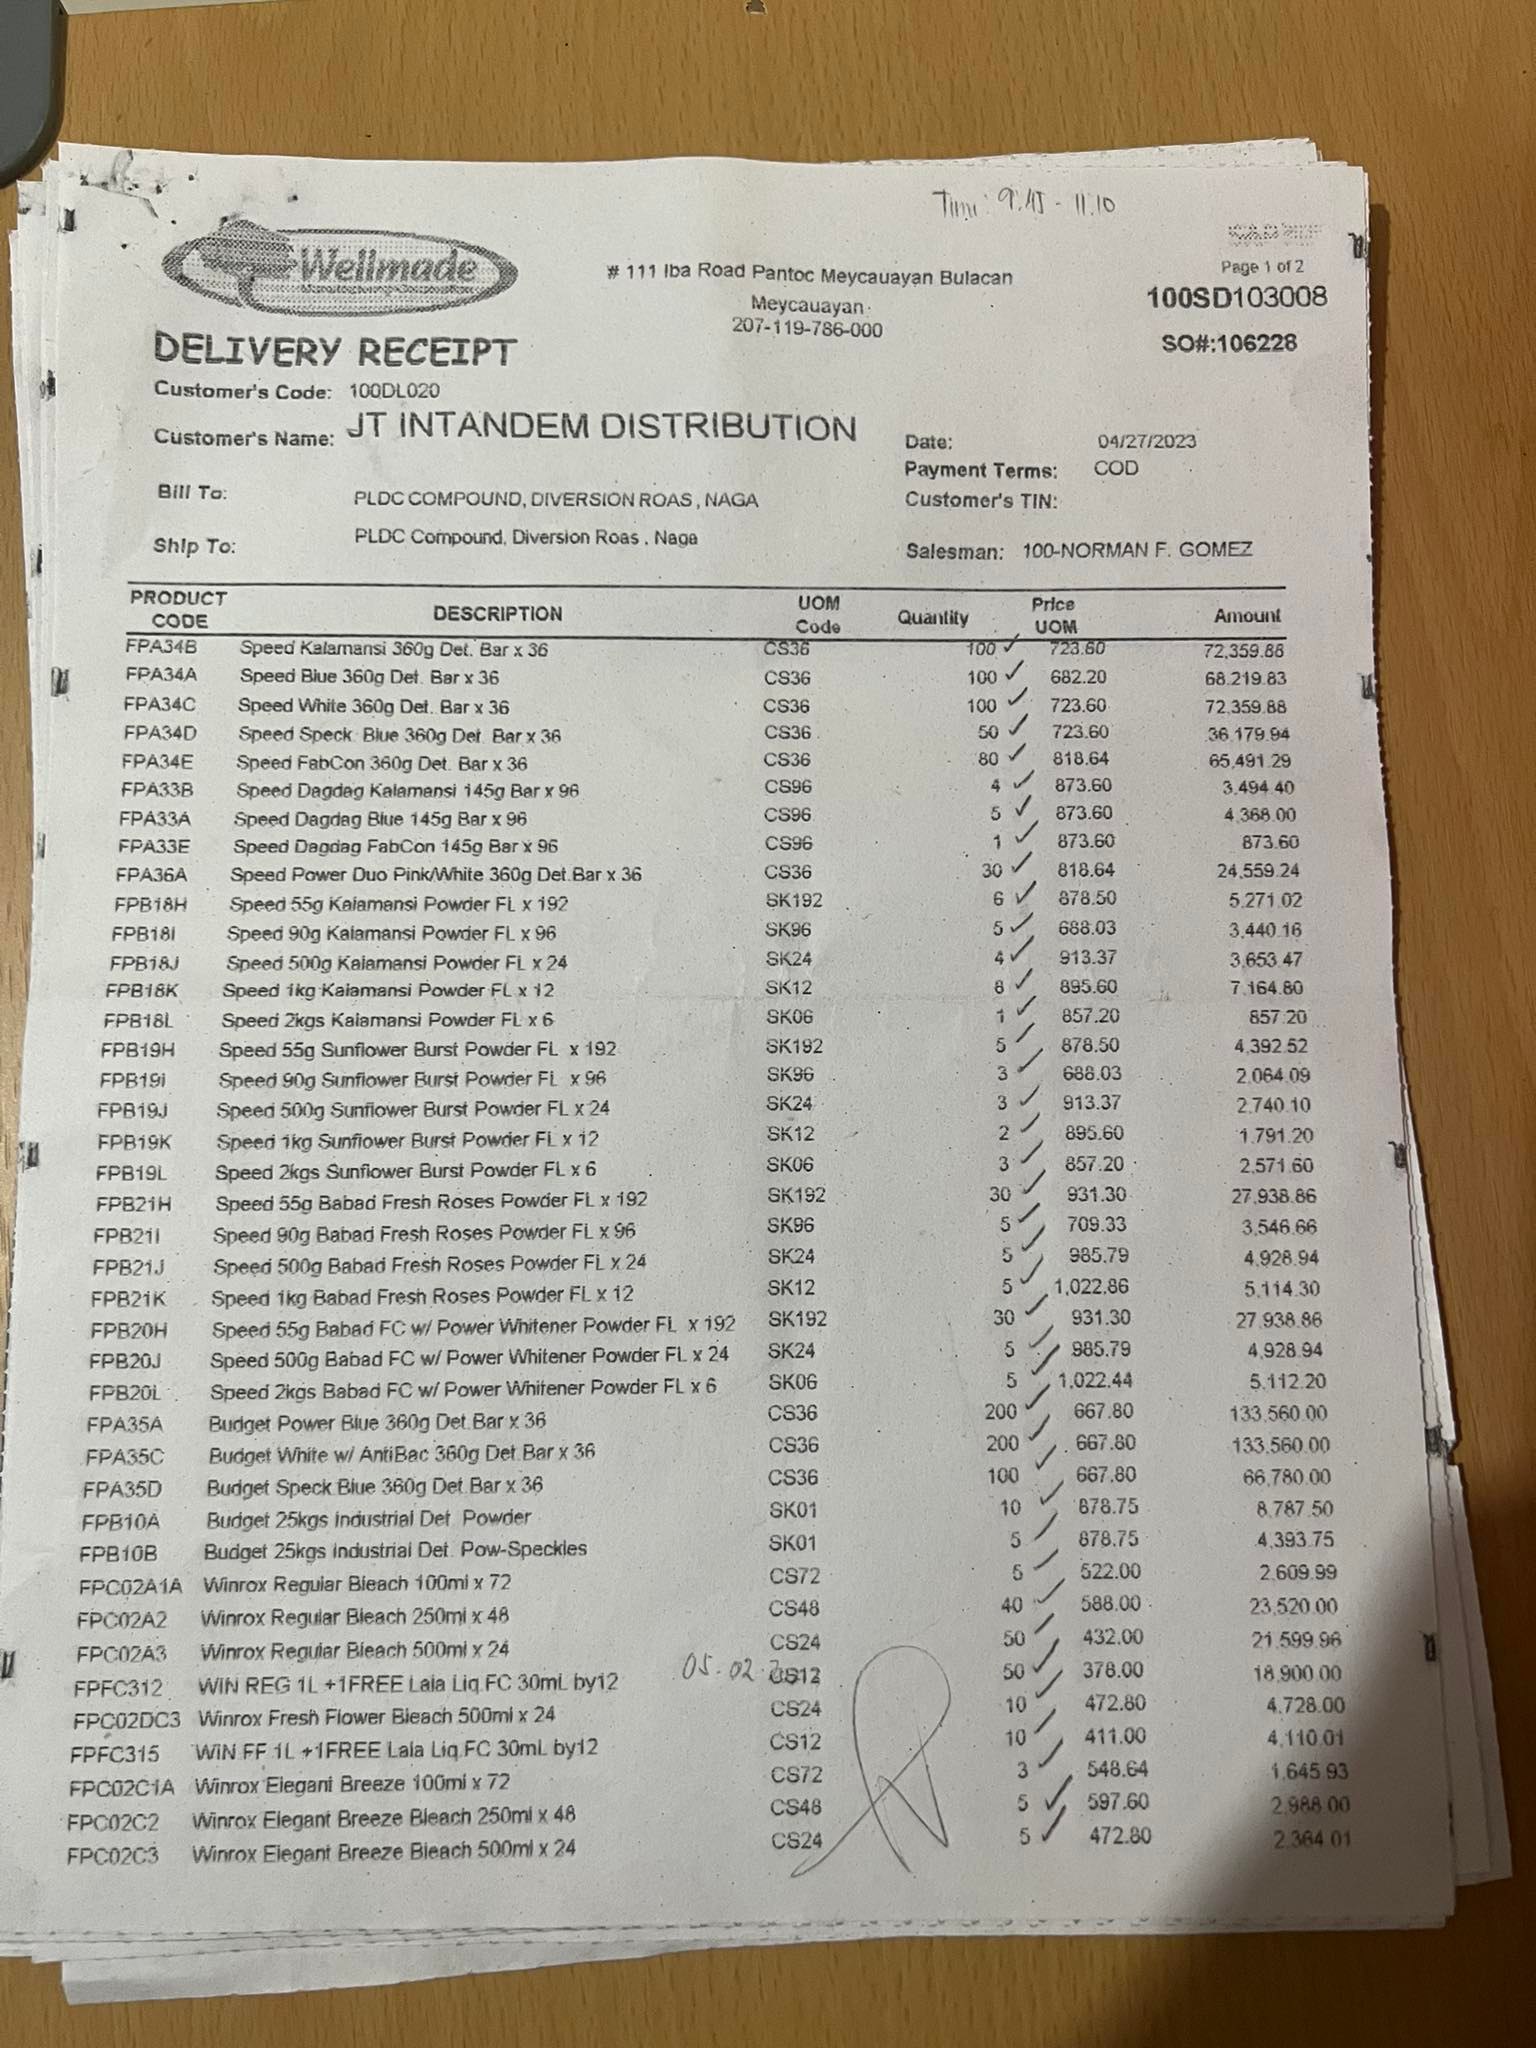 Time: 9:45 - 11:10
Wellmade
# 111 Iba Road Pantoc Meycauayan Bulacan
Meycauayan
207-119-786-000
Page 1 of 2
100SD103008
SO#:106228
DELIVERY RECEIPT
Customer's Code: 100DL020
Customer's Name: JT INTANDEM DISTRIBUTION
Date: 04/27/2023
Payment Terms: COD
Bill To: PLDC COMPOUND, DIVERSION ROAS , NAGA
Customer's TIN:
Ship To: PLDC Compound, Diversion Roas , Naga
Salesman: 100-NORMAN F. GOMEZ
PRODUCT CODE DESCRIPTION UOM Code Quantity Price UOM Amount
FPA34B Speed Kalamansi 360g Det. Bar x 36 CS36 100 ✓ 723.60 72,359.88
FPA34A Speed Blue 360g Det. Bar x 36 CS36 100 ✓ 682.20 68,219.83
FPA34C Speed White 360g Det. Bar x 36 CS36 100 ✓ 723.60 72,359.88
FPA34D Speed Speck Blue 360g Det. Bar x 36 CS36 50 ✓ 723.60 36,179.94
FPA34E Speed FabCon 360g Det. Bar x 36 CS36 80 ✓ 818.64 65,491.29
FPA33B Speed Dagdag Kalamansi 145g Bar x 96 CS96 4 ✓ 873.60 3,494.40
FPA33A Speed Dagdag Blue 145g Bar x 96 CS96 5 ✓ 873.60 4,368.00
FPA33E Speed Dagdag FabCon 145g Bar x 96 CS96 1 ✓ 873.60 873.60
FPA36A Speed Power Duo Pink/White 360g Det.Bar x 36 CS36 30 ✓ 818.64 24,559.24
FPB18H Speed 55g Kalamansi Powder FL x 192 SK192 6 ✓ 878.50 5,271.02
FPB18I Speed 90g Kalamansi Powder FL x 96 SK96 5 ✓ 688.03 3,440.16
FPB18J Speed 500g Kalamansi Powder FL x 24 SK24 4 ✓ 913.37 3,653.47
FPB18K Speed 1kg Kalamansi Powder FL x 12 SK12 8 ✓ 895.60 7,164.80
FPB18L Speed 2kgs Kalamansi Powder FL x 6 SK06 1 ✓ 857.20 857.20
FPB19H Speed 55g Sunflower Burst Powder FL x 192 SK192 5 ✓ 878.50 4,392.52
FPB19I Speed 90g Sunflower Burst Powder FL x 96 SK96 3 ✓ 688.03 2,064.09
FPB19J Speed 500g Sunflower Burst Powder FL x 24 SK24 3 ✓ 913.37 2,740.10
FPB19K Speed 1kg Sunflower Burst Powder FL x 12 SK12 2 ✓ 895.60 1,791.20
FPB19L Speed 2kgs Sunflower Burst Powder FL x 6 SK06 3 ✓ 857.20 2,571.60
FPB21H Speed 55g Babad Fresh Roses Powder FL x 192 SK192 30 ✓ 931.30 27,938.86
FPB21I Speed 90g Babad Fresh Roses Powder FL x 96 SK96 5 ✓ 709.33 3,546.66
FPB21J Speed 500g Babad Fresh Roses Powder FL x 24 SK24 5 ✓ 985.79 4,928.94
FPB21K Speed 1kg Babad Fresh Roses Powder FL x 12 SK12 5 ✓ 1,022.86 5,114.30
FPB20H Speed 55g Babad FC w/ Power Whitener Powder FL x 192 SK192 30 ✓ 931.30 27,938.86
FPB20J Speed 500g Babad FC w/ Power Whitener Powder FL x 24 SK24 5 ✓ 985.79 4,928.94
FPB20L Speed 2kgs Babad FC w/ Power Whitener Powder FL x 6 SK06 5 ✓ 1,022.44 5,112.20
FPA35A Budget Power Blue 360g Det.Bar x 36 CS36 200 ✓ 667.80 133,560.00
FPA35C Budget White w/ AntiBac 360g Det.Bar x 36 CS36 200 ✓ 667.80 133,560.00
FPA35D Budget Speck Blue 360g Det.Bar x 36 CS36 100 ✓ 667.80 66,780.00
FPB10A Budget 25kgs Industrial Det. Powder SK01 10 ✓ 878.75 8,787.50
FPB10B Budget 25kgs Industrial Det. Pow-Speckles SK01 5 ✓ 878.75 4,393.75
FPC02A1A Winrox Regular Bleach 100ml x 72 CS72 5 ✓ 522.00 2,609.99
FPC02A2 Winrox Regular Bleach 250ml x 48 CS48 40 ✓ 588.00 23,520.00
FPC02A3 Winrox Regular Bleach 500ml x 24 CS24 50 ✓ 432.00 21,599.96
FPFC312 WIN REG 1L +1FREE Lala Liq.FC 30mL by12 05-02 CS12 50 ✓ 378.00 18,900.00
FPC02DC3 Winrox Fresh Flower Bleach 500ml x 24 CS24 10 ✓ 472.80 4,728.00
FPFC315 WIN FF 1L +1FREE Lala Liq.FC 30mL by12 CS12 10 ✓ 411.00 4,110.01
FPC02C1A Winrox Elegant Breeze 100ml x 72 CS72 3 ✓ 548.64 1,645.93
FPC02C2 Winrox Elegant Breeze Bleach 250ml x 48 CS48 5 ✓ 597.60 2,988.00
FPC02C3 Winrox Elegant Breeze Bleach 500ml x 24 CS24 5 ✓ 472.80 2,364.01